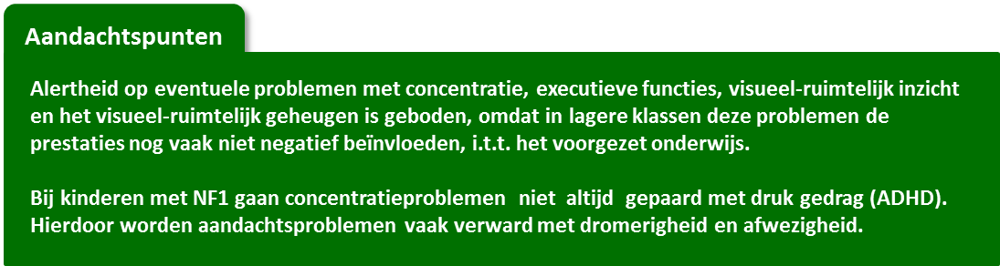 Aandachtspunten
Alertheid op eventuele problemen met concentratie, executieve functies, visueel-ruimtelijk inzicht
en het visueel-ruimtelijk geheugen is geboden, omdat in lagere klassen deze problemen de
prestaties nog vaak niet negatief beïnvloeden, i.t.t. het voorgezet onderwijs.
Bij kinderen met NF1 gaan concentratieproblemen niet altijd gepaard met druk gedrag (ADHD).
Hierdoor worden aandachtsproblemen vaak verward met dromerigheid en afwezigheid.